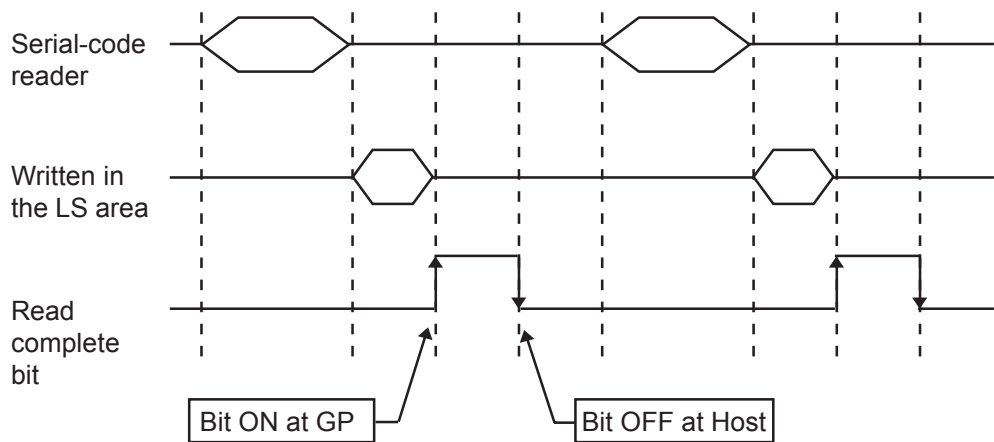 Serial-code
reader
Written in
the LS area
Read
complete
bit
Bit ON at GP
Bit OFF at Host